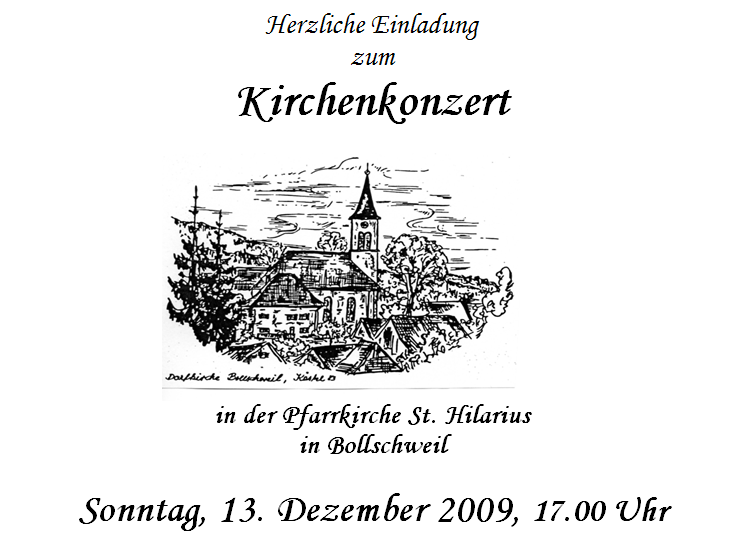 Herzliche Einladung
zum
Kirchenkonzert
Dorfkirche Bollschweil,
in der Pfarrkirche St. Hilarius
in Bollschweil
Sonntag, 13. Dezember 2009, 17.00 Uhr